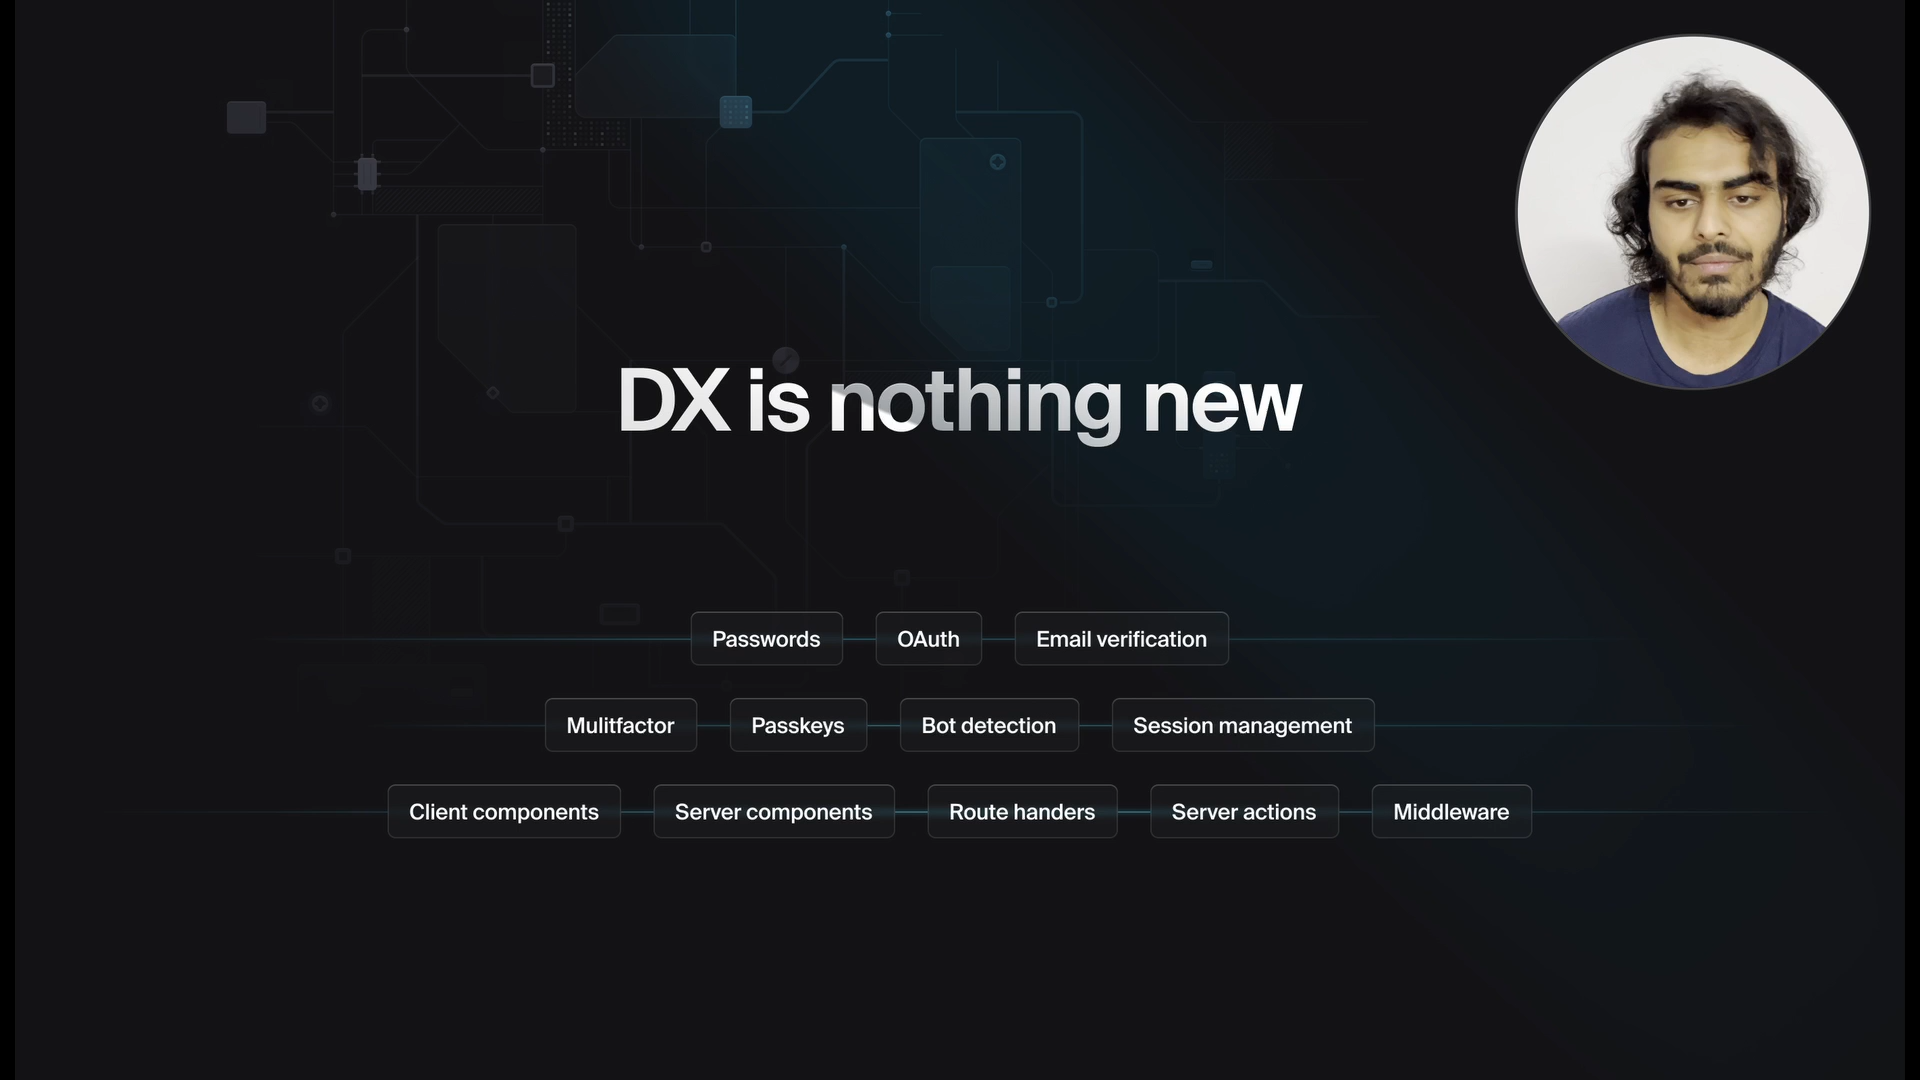 DX is nothing new
Passwords OAuth Email verification
Mulitfactor Passkeys Bot detection Session management
Client components Server components Route handers Server actions Middleware